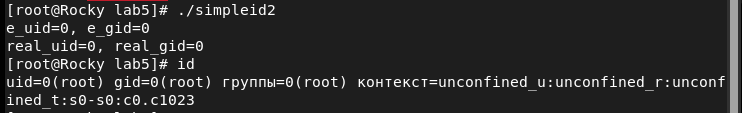 [root@Rocky lab5]# ./simpleid2
e_uid=0, e_gid=0
real_uid=0, real_gid=0
[root@Rocky lab5]# id
uid=0(root) gid=0(root) группы=0(root) контекст=unconfined_u:unconfined_r:unconf
ined_t:s0-s0:c0.c1023